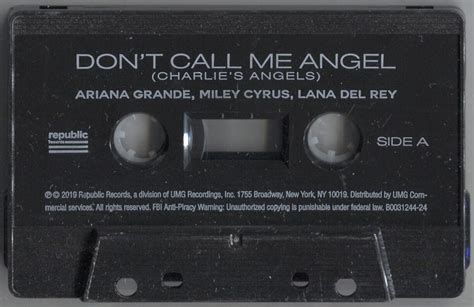 DON'T CALL ME ANGEL
(CHARLIE'S ANGELS)
ARIANA GRANDE, MILEY CYRUS, LANA DEL REY
republic
Records
SIDE A
℗ © 2019 Republic Records, a division of UMG Recordings, Inc. 1755 Broadway, New York, NY 10019. Distributed by UMG Com-
mercial services. All rights reserved. FBI Anti-Piracy Warning: Unauthorized copying is punishable under federal law. B0031244-24